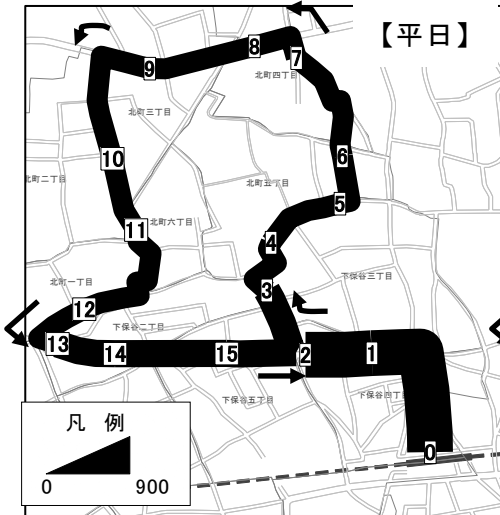 【平日】
8
7
9
北町四丁目
北町三丁目
6
10
北町二丁目
北町五丁目
5
北町六丁目
11
4
下保谷三丁目
北町一丁目
3
12
下保谷二丁目
13
14
15
2
1
下保谷五丁目
下保谷四丁目
凡 例
0
0
900